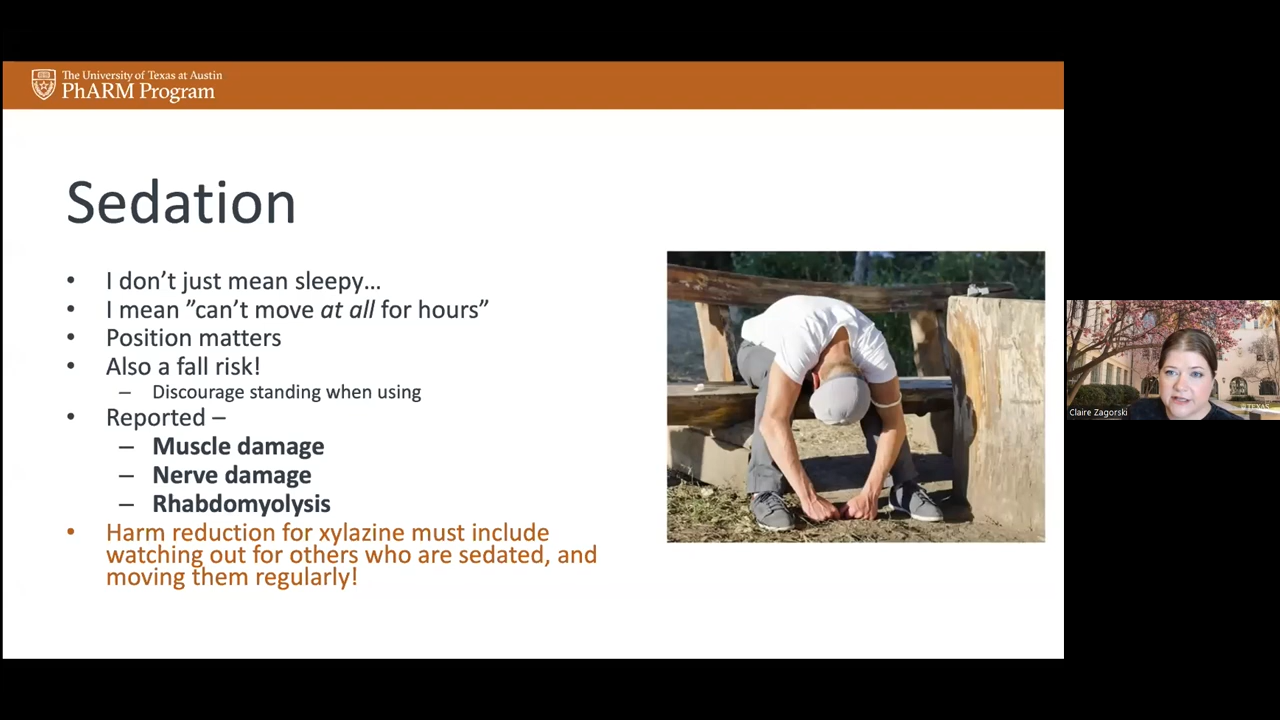 The University of Texas at Austin
PhARM Program
Sedation
• I don’t just mean sleepy…
• I mean ”can’t move at all for hours”
• Position matters
• Also a fall risk!
– Discourage standing when using
• Reported –
– Muscle damage
– Nerve damage
– Rhabdomyolysis
• Harm reduction for xylazine must include
watching out for others who are sedated, and
moving them regularly!
Claire Zagorski
TEXAS